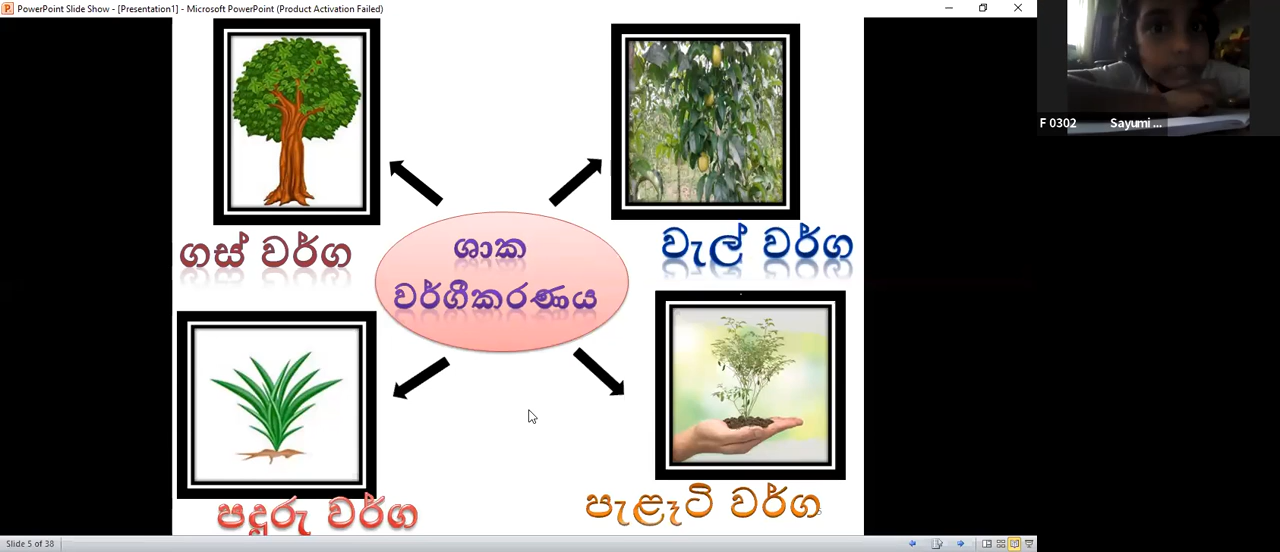 PowerPoint Slide Show - [Presentation1] - Microsoft PowerPoint (Product Activation Failed)
F 0302 Sayumi ...
ගස් වර්ග
ශාක
වර්ගීකරණය
වැල් වර්ග
පඳුරු වර්ග
පැළෑටි වර්ග
Slide 5 of 38